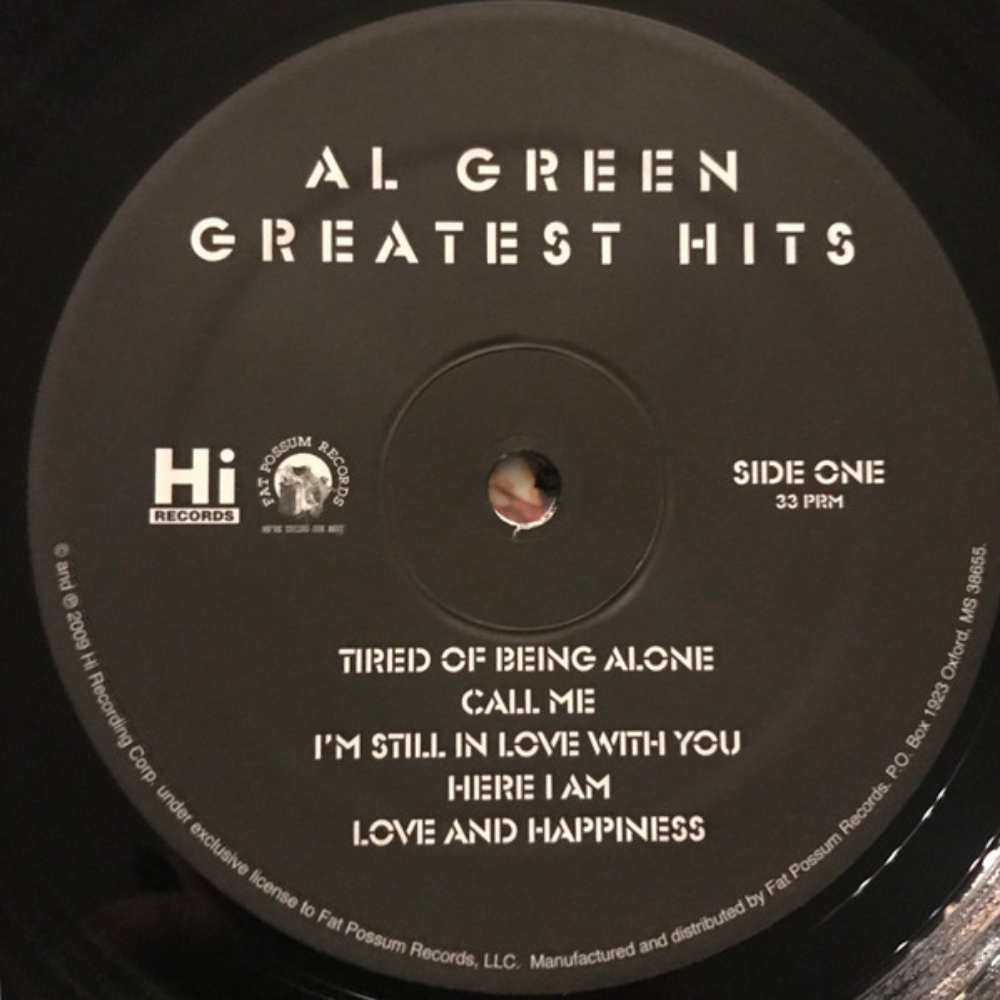 AL GREEN
GREATEST HITS
Hi
RECORDS
FAT POSSUM RECORDS
SIDE ONE
33 PRM
TIRED OF BEING ALONE
CALL ME
I'M STILL IN LOVE WITH YOU
HERE I AM
LOVE AND HAPPINESS
© and ℗ 2009 Hi Recording Corp. under exclusive license to Fat Possum Records, LLC. Manufactured and distributed by Fat Possum Records. P.O. Box 1923 Oxford, MS 38655.